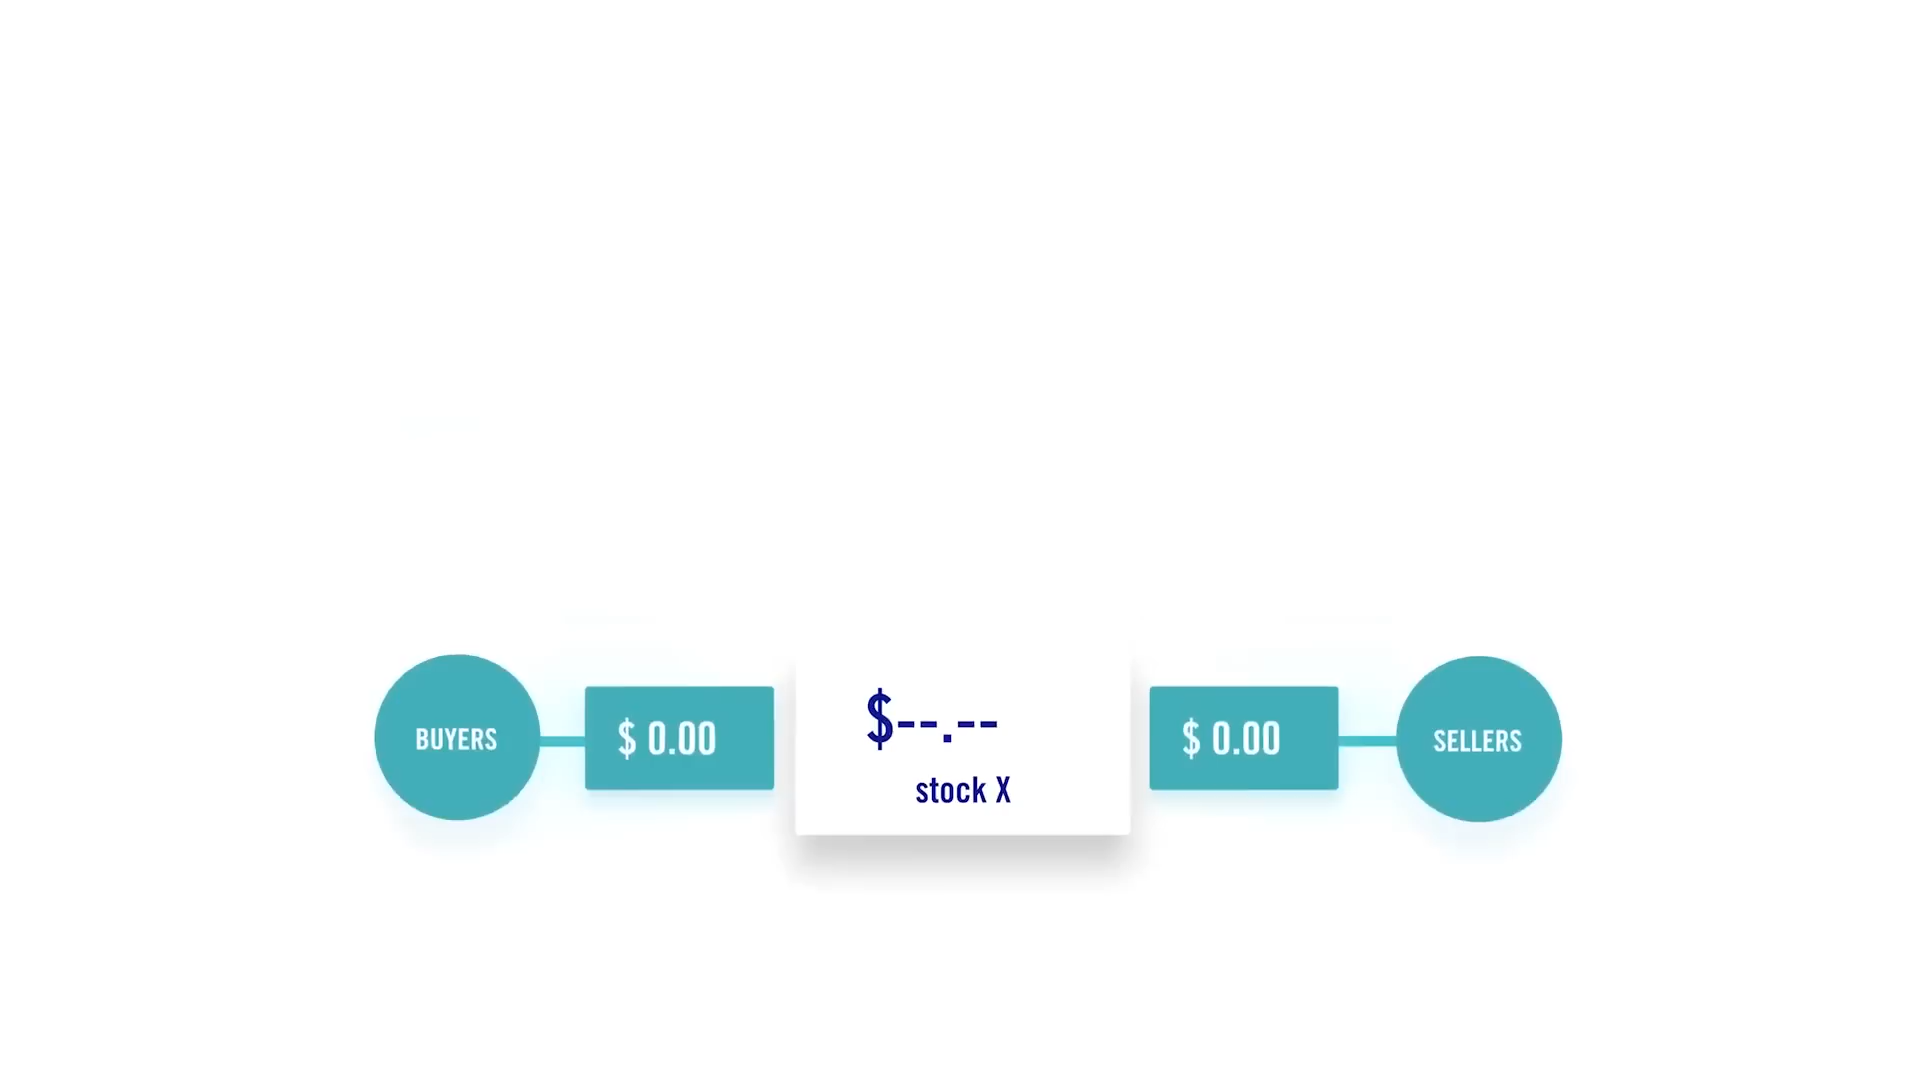 BUYERS
$ 0.00
$--.--
stock X
$ 0.00
SELLERS